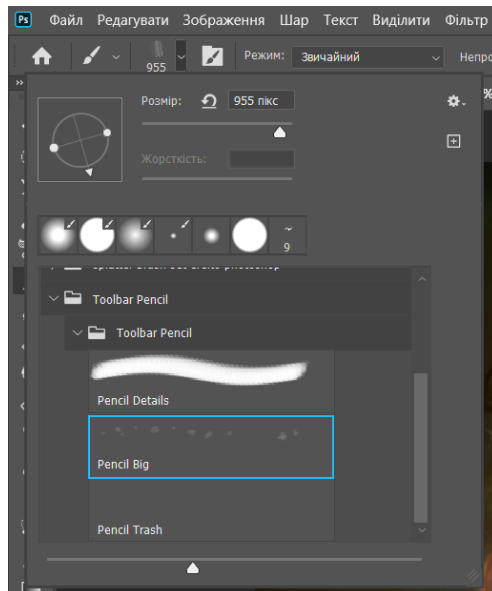 Ps Файл Редагувати Зображення Шар Текст Виділити Фільтр
955 Режим: Звичайний Непро
Розмір: 955 пікс
Жорсткість:
9
Toolbar Pencil
Toolbar Pencil
Pencil Details
Pencil Big
Pencil Trash